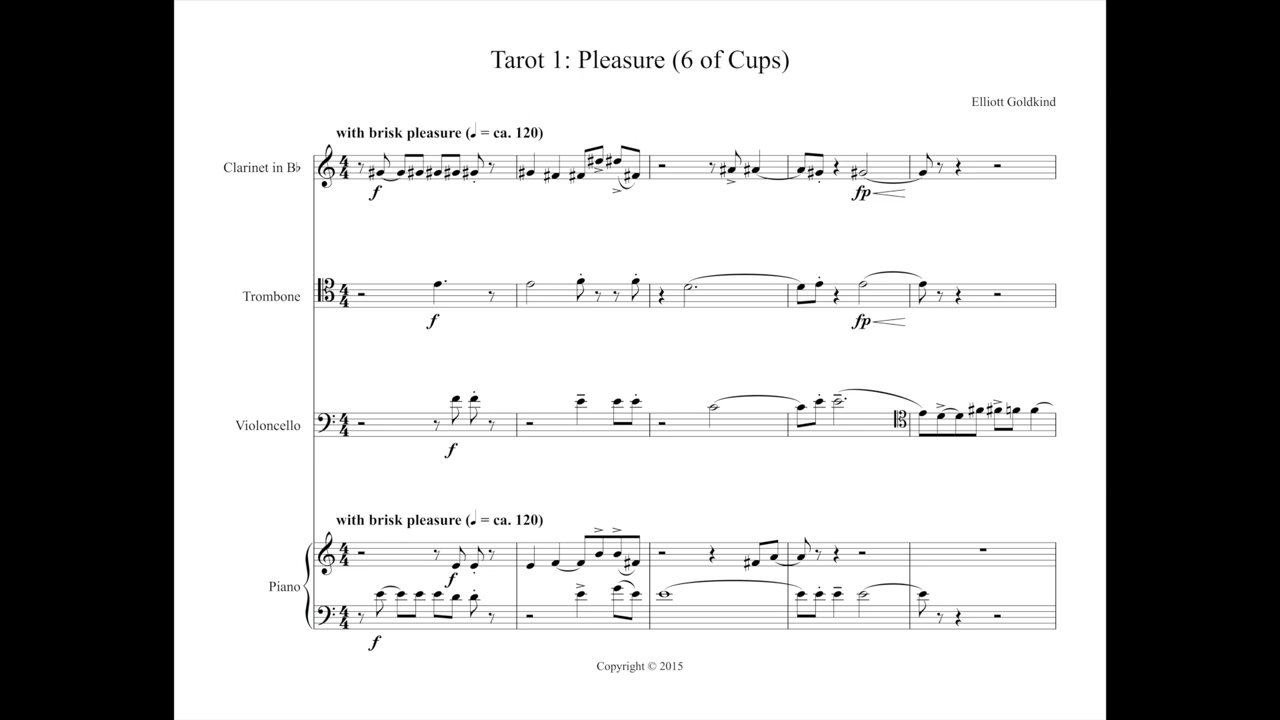 Tarot 1: Pleasure (6 of Cups)
Elliott Goldkind
with brisk pleasure (♩ = ca. 120)
Clarinet in B♭
f
fp
Trombone
f
fp
Violoncello
f
with brisk pleasure (♩ = ca. 120)
Piano
f
f
Copyright © 2015